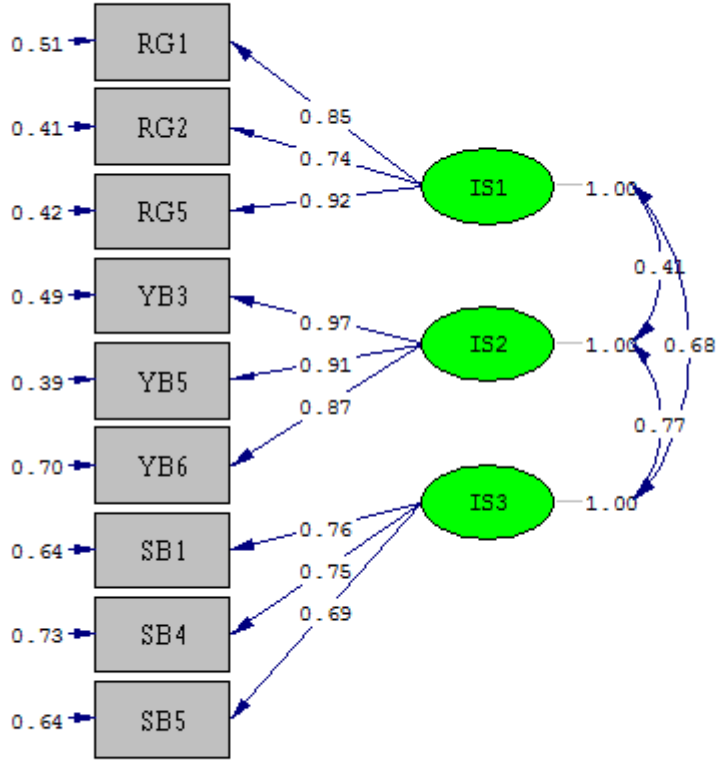 0.51 RG1
0.85
0.41 RG2
0.74
IS1 1.00
0.42 RG5
0.92
0.41
0.49 YB3
0.97
IS2 1.00 0.68
0.91
0.39 YB5
0.87
0.77
0.70 YB6
IS3 1.00
0.76
0.64 SB1
0.75
0.69
0.73 SB4
0.64 SB5